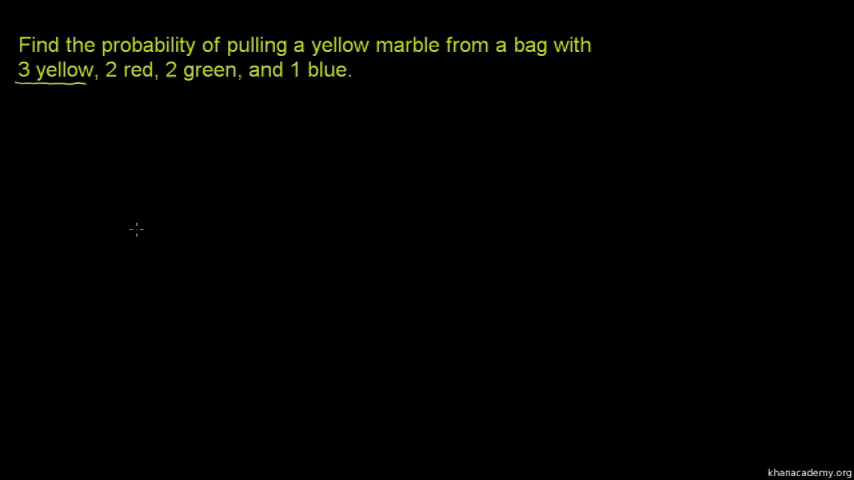 Find the probability of pulling a yellow marble from a bag with
3 yellow, 2 red, 2 green, and 1 blue.
khanacademy.org